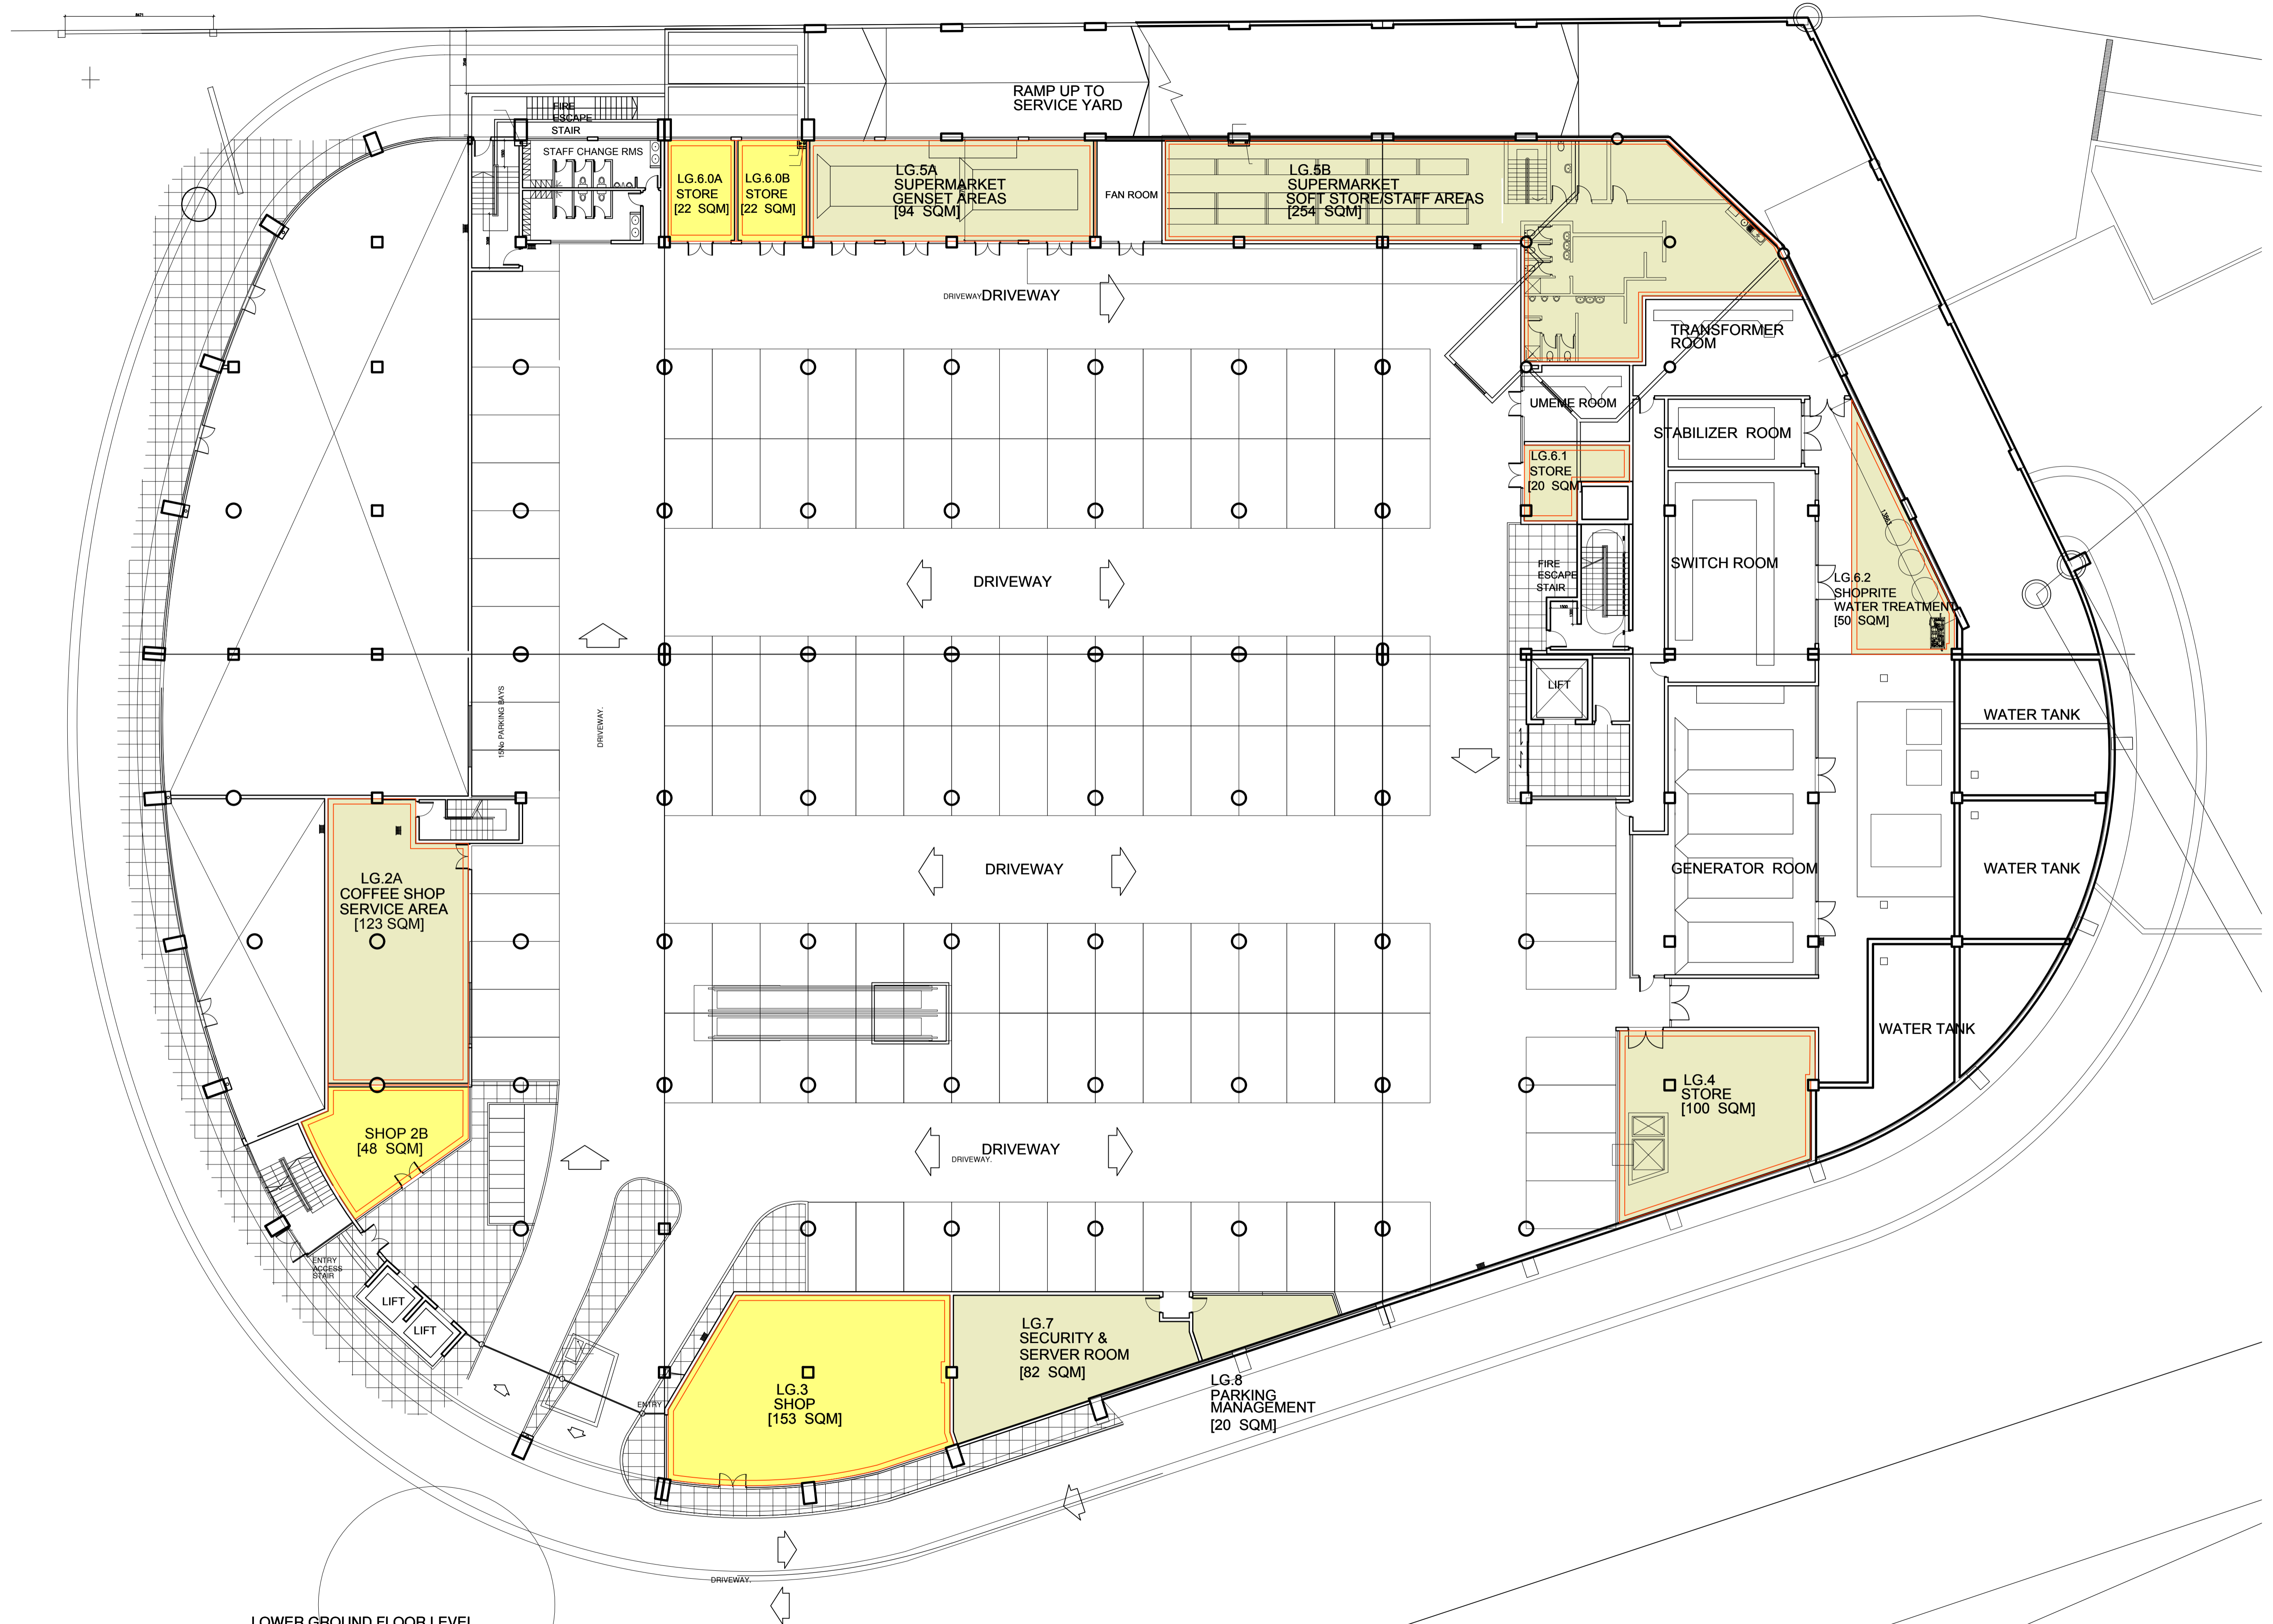 8671
RAMP UP TO
SERVICE YARD
FIRE
ESCAPE
STAIR
STAFF CHANGE RMS
LG.6.0A
STORE
[22 SQM]
LG.6.0B
STORE
[22 SQM]
LG.5A
SUPERMARKET
GENSET AREAS
[94 SQM]
FAN ROOM
LG.5B
SUPERMARKET
SOFT STORE/STAFF AREAS
[254 SQM]
DRIVEWAY
DRIVEWAY
TRANSFORMER
ROOM
UMEME ROOM
STABILIZER ROOM
LG.6.1
STORE
[20 SQM]
SWITCH ROOM
FIRE
ESCAPE
STAIR
1500
DRIVEWAY
LG.6.2
SHOPRITE
WATER TREATMENT
[50 SQM]
LIFT
15No PARKING BAYS
DRIVEWAY.
WATER TANK
DRIVEWAY
GENERATOR ROOM
WATER TANK
LG.2A
COFFEE SHOP
SERVICE AREA
[123 SQM]
WATER TANK
LG.4
STORE
[100 SQM]
SHOP 2B
[48 SQM]
DRIVEWAY
DRIVEWAY.
ENTRY
ACCESS
STAIR
LIFT
LIFT
LG.7
SECURITY &
SERVER ROOM
[82 SQM]
LG.3
SHOP
[153 SQM]
ENTRY
LG.8
PARKING
MANAGEMENT
[20 SQM]
DRIVEWAY.
LOWER GROUND FLOOR LEVEL